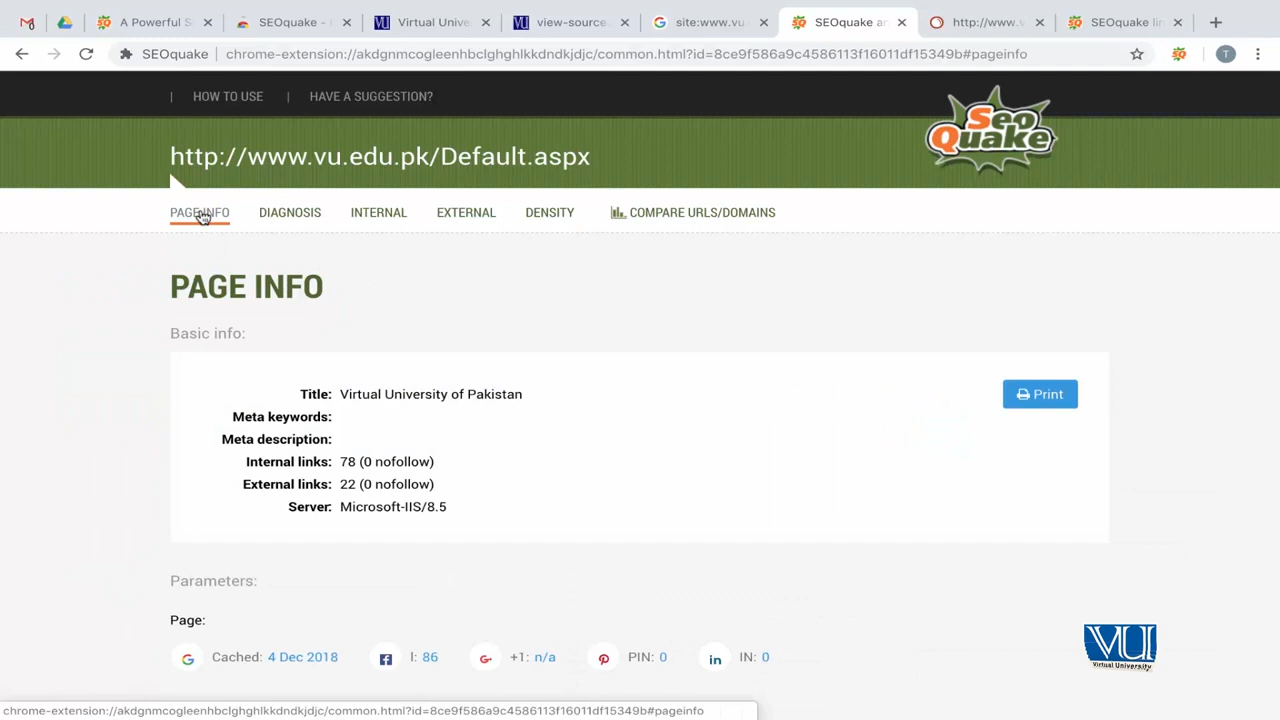 A Powerful S
SEOquake -
Virtual Unive
view-source
site:www.vu
SEOquake an
http://www.v
SEOquake lin
SEOquake
chrome-extension://akdgnmcogleenhbclghghlkkdndkjdjc/common.html?id=8ce9f586a9c4586113f16011df15349b#pageinfo
T
| HOW TO USE | HAVE A SUGGESTION?
Seo
Quake
http://www.vu.edu.pk/Default.aspx
PAGE INFO DIAGNOSIS INTERNAL EXTERNAL DENSITY COMPARE URLS/DOMAINS
PAGE INFO
Basic info:
Title: Virtual University of Pakistan
Print
Meta keywords:
Meta description:
Internal links: 78 (0 nofollow)
External links: 22 (0 nofollow)
Server: Microsoft-IIS/8.5
Parameters:
Page:
Cached: 4 Dec 2018 l: 86 +1: n/a PIN: 0 IN: 0
VU
Virtual University
chrome-extension://akdgnmcogleenhbclghghlkkdndkjdjc/common.html?id=8ce9f586a9c4586113f16011df15349b#pageinfo